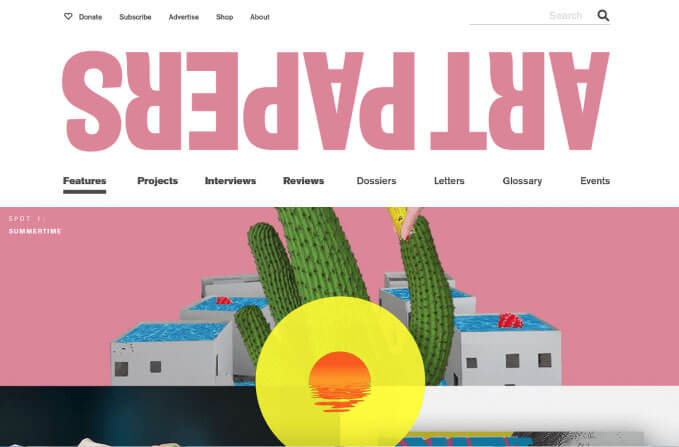 Donate Subscribe Advertise Shop About Search
ART PAPERS
Features Projects Interviews Reviews Dossiers Letters Glossary Events
SPOT 1:
SUMMERTIME